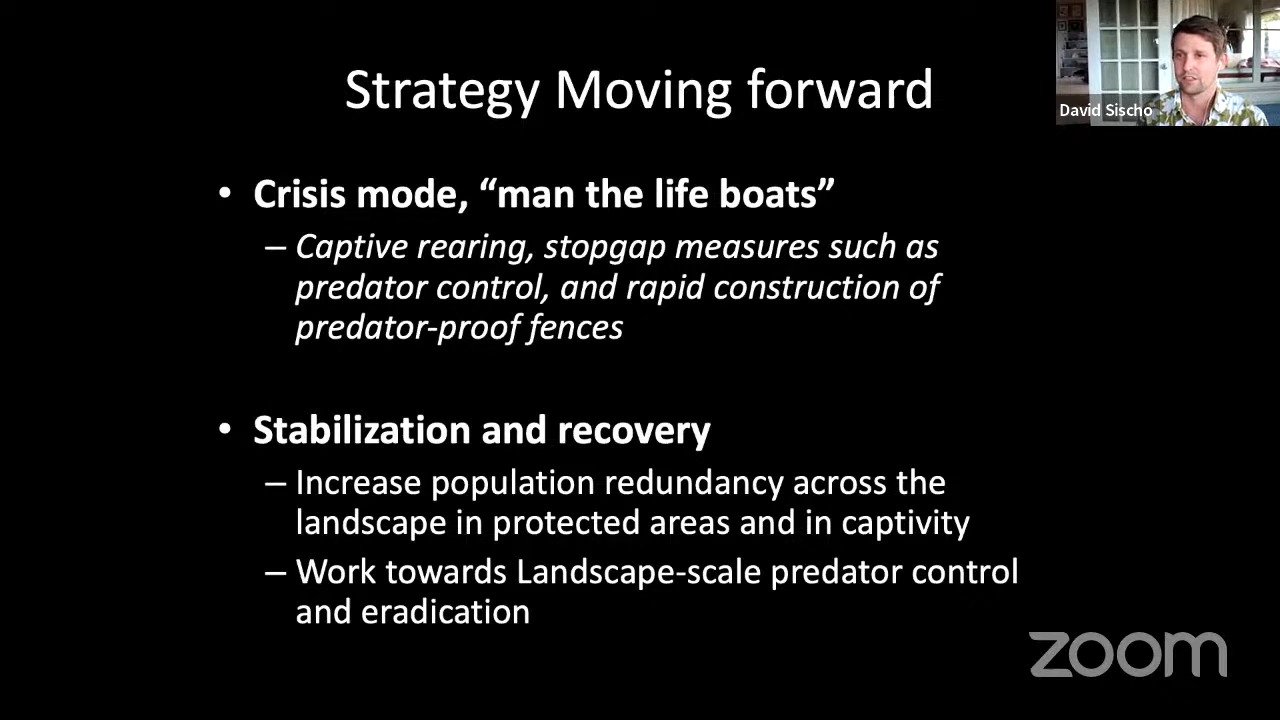 Strategy Moving forward
David Sischo
• Crisis mode, “man the life boats”
– Captive rearing, stopgap measures such as
predator control, and rapid construction of
predator-proof fences
• Stabilization and recovery
– Increase population redundancy across the
landscape in protected areas and in captivity
– Work towards Landscape-scale predator control
and eradication
zoom